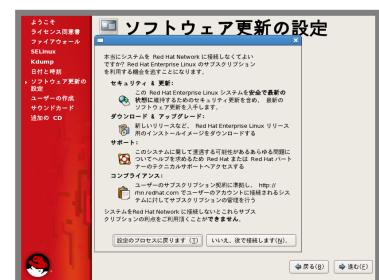 ようこそ
ライセンス同意書
ファイアウォール
SELinux
Kdump
日付と時刻
ソフトウェア更新の
設定
ユーザーの作成
サウンドカード
追加の CD
ソフトウェア更新の設定
本当にシステムを Red Hat Network に接続しなくてよい
ですか? Red Hat Enterprise Linux のサブスクリプション
を利用する機会を逃すことになります。
セキュリティ & 更新:
この Red Hat Enterprise Linux システムを安全で最新の
状態に維持するためのセキュリティ更新を含め、 最新の
ソフトウェア更新を入手します。
ダウンロード & アップグレード:
新しいリリースなど、 Red Hat Enterprise Linux リリース
用のインストールイメージをダウンロードする
サポート:
このシステムに関して遭遇する可能性があるあらゆる問題に
ついてヘルプを求めるため Red Hat または Red Hat パート
ナーのテクニカルサポートへアクセスする
コンプライアンス:
ユーザーのサブスクリプション契約に準拠し、 http://
rhn.redhat.com でユーザーのアカウントに接続されるシス
テムに対してサブスクリプションの管理を行う
システムをRed Hat Network に接続しないとこれらサブス
クリプションの利点をご利用頂くことができません。
設定のプロセスに戻ります (T) いいえ、後で接続します(N)。
戻る(B) 進む(F)